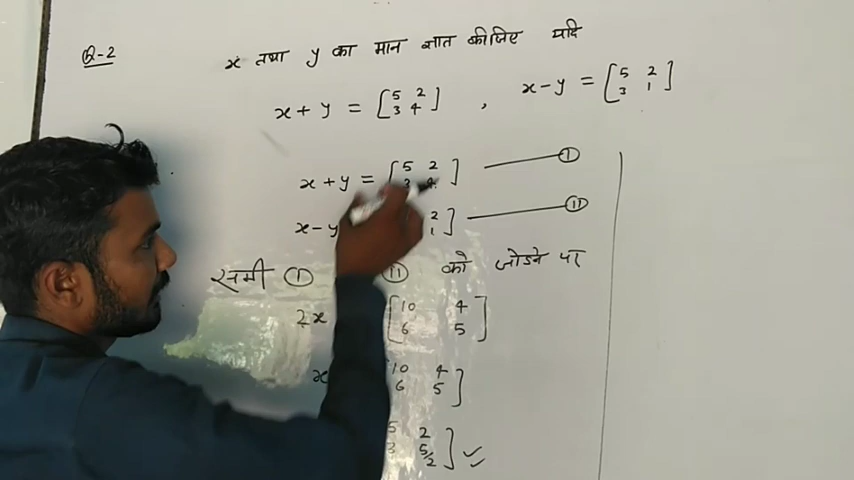 Q-2 x तथा y का मान ज्ञात कीजिए यदि
x + y = [5 2 3 4] , x - y = [5 2 3 1]
x + y = [5 2 ] — I
x - y 2 1] — II
समी I II को जोडने पर
2x [10 4 6 5]
x 10 4 6 5]
5 2 3 5/2] ✓✓